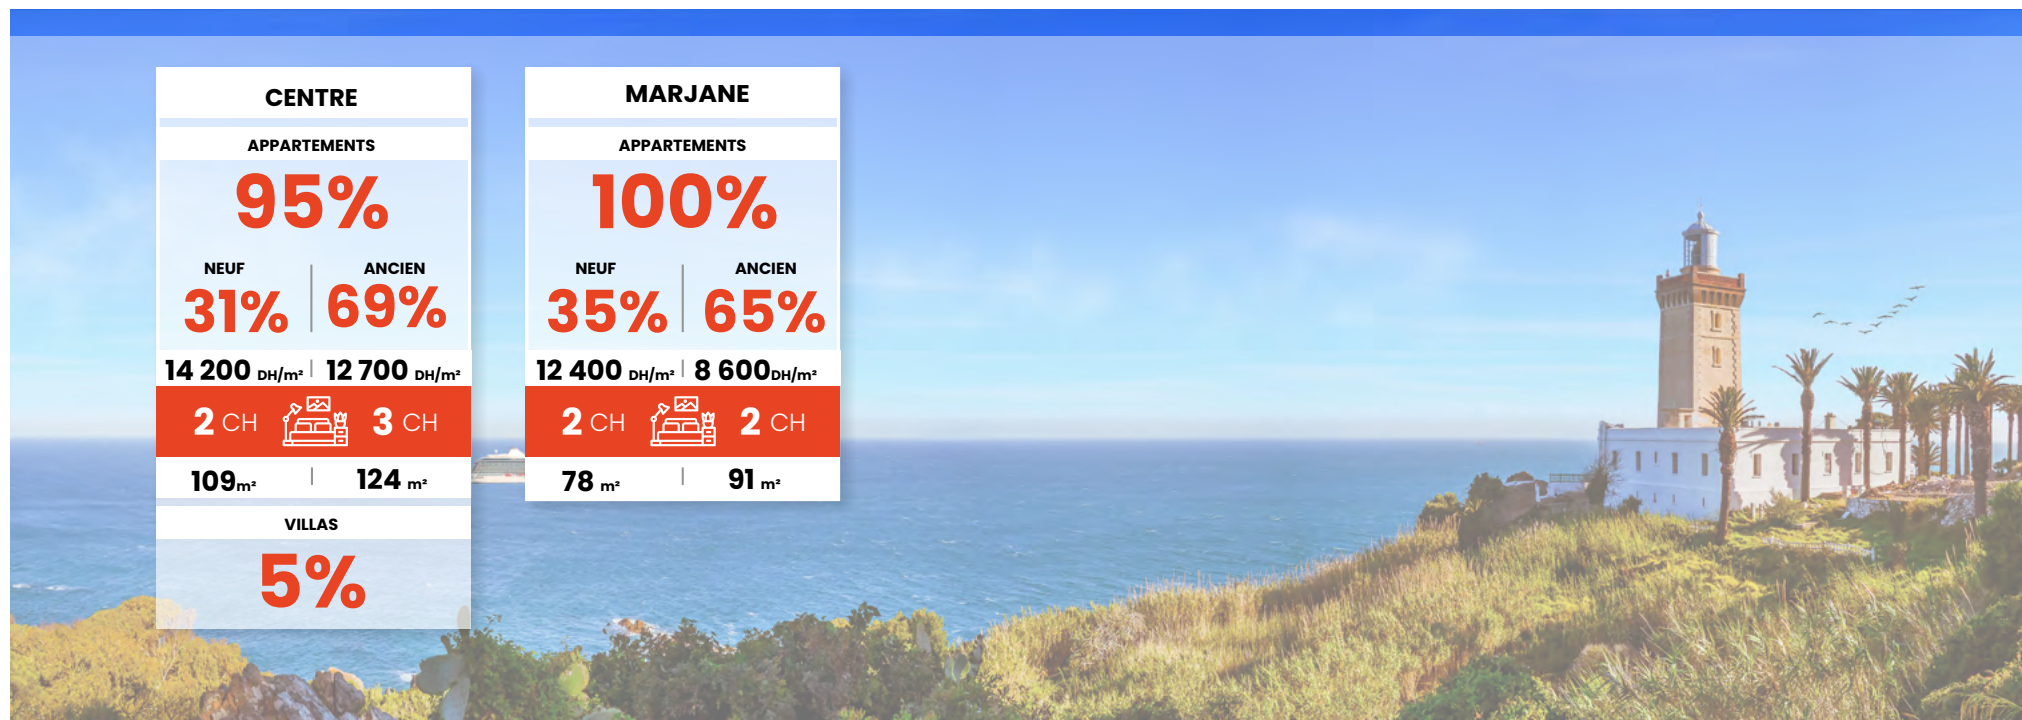 CENTRE
APPARTEMENTS
95%
NEUF ANCIEN
31% 69%
14 200 DH/m² 12 700 DH/m²
2 CH 3 CH
109m² 124 m²
VILLAS
5%
MARJANE
APPARTEMENTS
100%
NEUF ANCIEN
35% 65%
12 400 DH/m² 8 600DH/m²
2 CH 2 CH
78 m² 91 m²